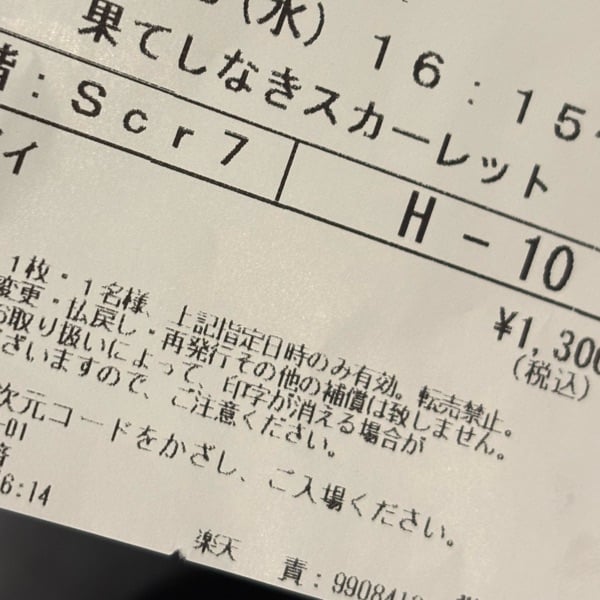 (水) 16:15
果てしなきスカーレット
階:Scr7
H-10
イ
¥1,300
(税込)
1枚・1名様、上記指定日時のみ有効。転売禁止。
変更・払戻し・再発行その他の補償は致しません。
お取り扱いによって、印字が消える場合が
ざいますので、ご注意ください。
次元コードをかざし、ご入場ください。
-01
6:14
楽天 責:990841